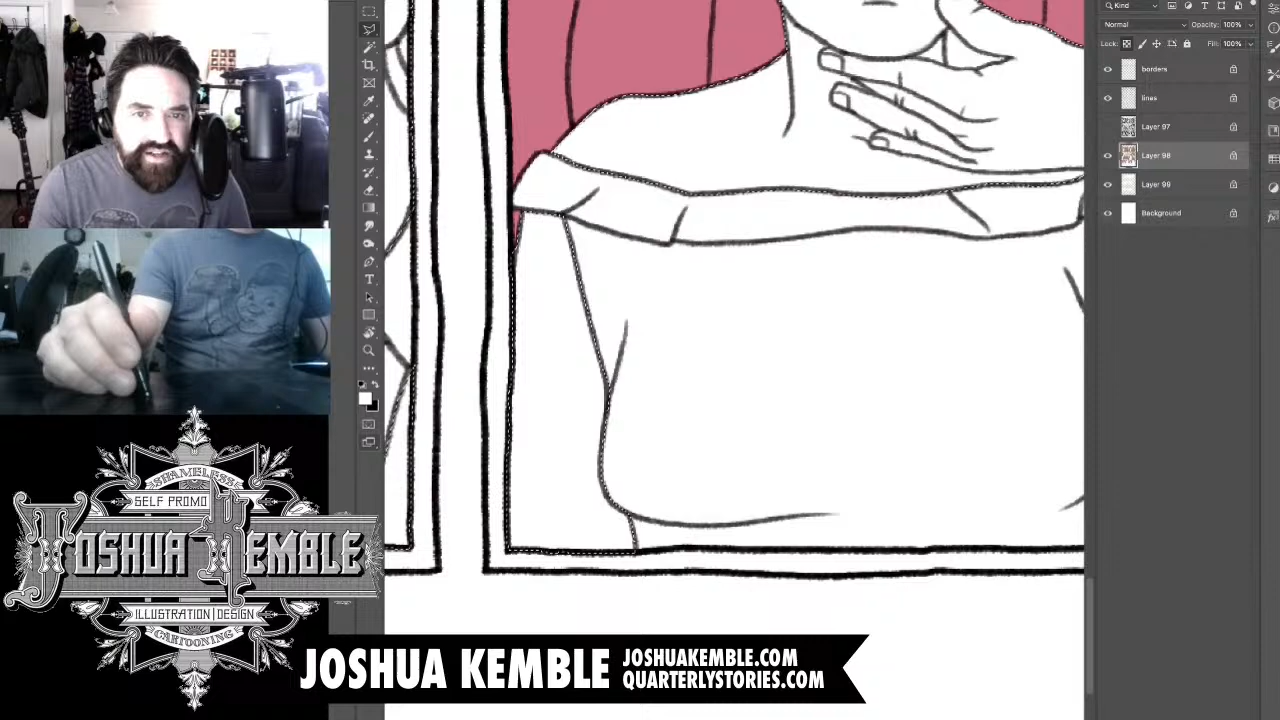 Kind
Normal
Opacity: 100%
Lock:
Fill: 100%
borders
lines
Layer 97
Layer 98
Layer 99
Background
SHAMELESS
SELF PROMO
JOSHUA KEMBLE
ILLUSTRATION|DESIGN
CARTOONING
JOSHUA KEMBLE
JOSHUAKEMBLE.COM
QUARTERLYSTORIES.COM